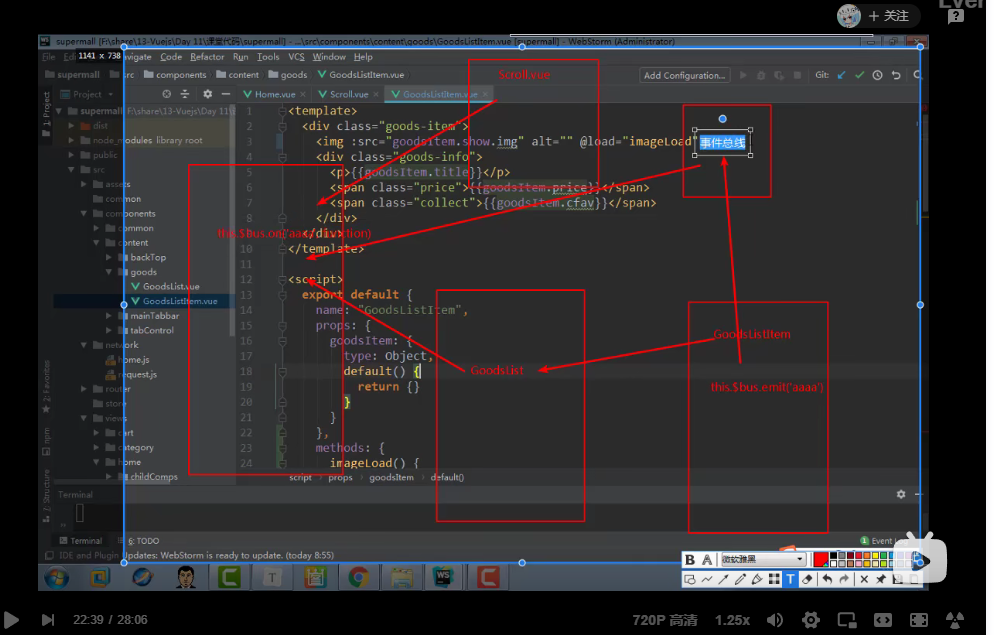 + 关注
supermall [F:\share\13-Vuejs\Day 11\课堂代码\supermall] - ...\src\components\content\goods\GoodsListItem.vue [supermall] - WebStorm (Administrator)
File
1141 x 738
Navigate Code Refactor Run Tools VCS Window Help
supermall src components content goods GoodsListItem.vue
Add Configuration...
Git:
Project
Home.vue Scroll.vue GoodsListItem.vue
Scroll.vue
1: Project
supermall F:\share\13-Vuejs\Day 11\
dist
node_modules library root
public
src
assets
common
components
common
content
backTop
goods
GoodsList.vue
GoodsListItem.vue
mainTabbar
tabControl
network
home.js
request.js
router
store
views
cart
category
home
childComps
2: Favorites
npm
Z: Structure
1 <template>
2 <div class="goods-item">
3 <img :src="goodsItem.show.img" alt="" @load="imageLoad"
事件总线
4 <div class="goods-info">
5 <p>{{goodsItem.title}}</p>
6 <span class="price">{{goodsItem.price}}</span>
7 <span class="collect">{{goodsItem.cfav}}</span>
8 </div>
9 </div>
10 </template>
11
12 <script>
13 export default {
14 name: "GoodsListItem",
15 props: {
16 goodsItem: {
17 type: Object,
18 default() {
19 return {}
20 }
21 }
22 },
23 methods: {
24 imageLoad() {
GoodsListItem
GoodsList
this.$bus.emit('aaaa')
script props goodsItem default()
Terminal
Terminal 6: TODO
1 Event Log
IDE and Plugin Updates: WebStorm is ready to update. (today 8:55)
B A 微软雅黑
T
22:39 / 28:06
720P 高清 1.25x